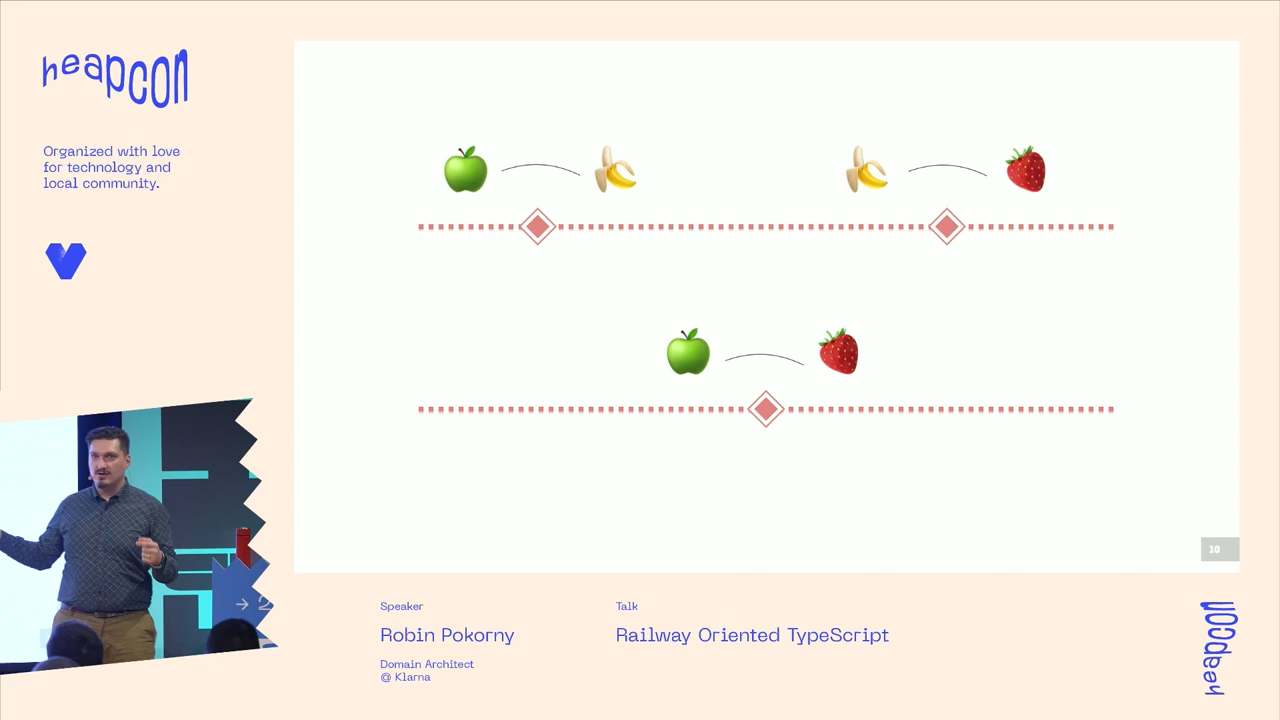 heapcon
Organized with love
for technology and
local community.
10
Speaker
Robin Pokorny
Domain Architect
@ Klarna
Talk
Railway Oriented TypeScript
heapcon